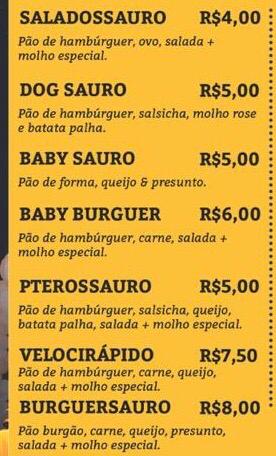 SALADOSSAURO R$4,00
Pão de hambúrguer, ovo, salada +
molho especial.
DOG SAURO R$5,00
Pão de hambúrguer, salsicha, molho rose
e batata palha.
BABY SAURO R$5,00
Pão de forma, queijo & presunto.
BABY BURGUER R$6,00
Pão de hambúrguer, carne, salada +
molho especial.
PTEROSSAURO R$5,00
Pão de hambúrguer, salsicha, queijo,
batata palha, salada + molho especial.
VELOCIRÁPIDO R$7,50
Pão de hambúrguer, carne, queijo,
salada + molho especial.
BURGUERSAURO R$8,00
Pão burgão, carne, queijo, presunto,
salada + molho especial.